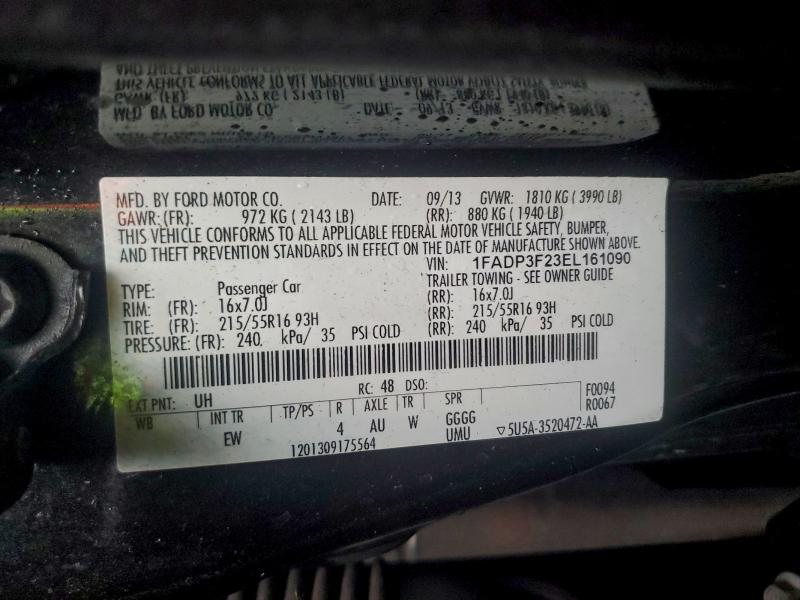 MFD. BY FORD MOTOR CO. DATE: 09/13 GVWR: 1810 KG ( 3990 LB)
GAWR: (FR): 972 KG ( 2143 LB) (RR): 880 KG ( 1940 LB)
THIS VEHICLE CONFORMS TO ALL APPLICABLE FEDERAL MOTOR VEHICLE SAFETY, BUMPER,
AND THEFT PREVENTION STANDARDS IN EFFECT ON THE DATE OF MANUFACTURE SHOWN ABOVE.
VIN: 1FADP3F23EL161090
TYPE: Passenger Car TRAILER TOWING - SEE OWNER GUIDE
RIM: (FR): 16x7.0J (RR): 16x7.0J
TIRE: (FR): 215/55R16 93H (RR): 215/55R16 93H
PRESSURE: (FR): 240. kPa/ 35 PSI COLD (RR): 240 kPa/ 35 PSI COLD
RC: 48 DSO:
EXT PNT: UH F0094
WB INT TR TP/PS R AXLE TR SPR R0067
EW 4 AU W GGGG
UMU ▽5U5A-3520472-AA
1201309175564